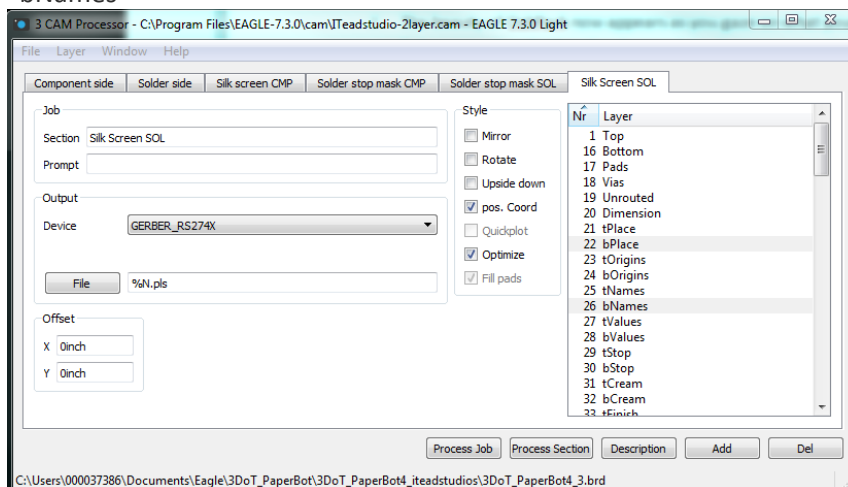 bNames
3 CAM Processor - C:\Program Files\EAGLE-7.3.0\cam\ITeadstudio-2layer.cam - EAGLE 7.3.0 Light
File Layer Window Help
Component side Solder side Silk screen CMP Solder stop mask CMP Solder stop mask SOL Silk Screen SOL
Job
Section Silk Screen SOL
Prompt
Output
Device GERBER_RS274X
File %N.pls
Offset
X 0inch
Y 0inch
Style
Mirror
Rotate
Upside down
pos. Coord
Quickplot
Optimize
Fill pads
Nr Layer
1 Top
16 Bottom
17 Pads
18 Vias
19 Unrouted
20 Dimension
21 tPlace
22 bPlace
23 tOrigins
24 bOrigins
25 tNames
26 bNames
27 tValues
28 bValues
29 tStop
30 bStop
31 tCream
32 bCream
33 tFinish
Process Job Process Section Description Add Del
C:\Users\000037386\Documents\Eagle\3DoT_PaperBot\3DoT_PaperBot4_iteadstudios\3DoT_PaperBot4_3.brd